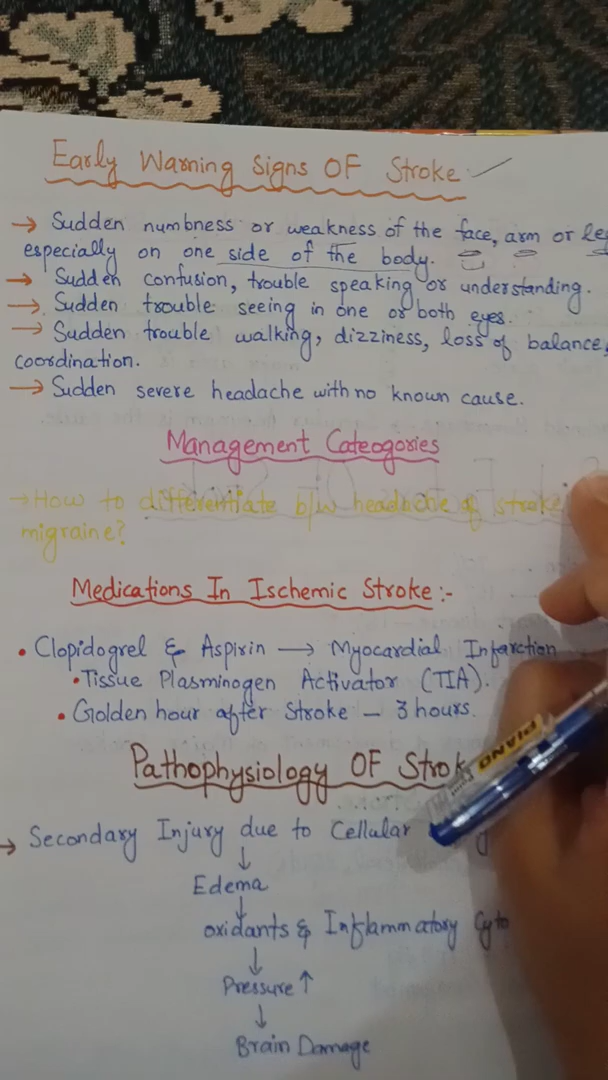 Early Warning Signs OF Stroke
→ Sudden numbness or weakness of the face, arm or leg
especially on one side of the body.
→ Sudden confusion, trouble speaking or understanding.
→ Sudden trouble seeing in one or both eyes.
→ Sudden trouble walking, dizziness, loss of balance,
coordination.
→ Sudden severe headache with no known cause.
Management Cateogories
→ How to differentiate b/w headache of stroke
migraine?
Medications In Ischemic Stroke:-
• Clopidogrel & Aspirin → Myocardial Infarction
• Tissue Plasminogen Activator (TIA).
• Golden hour after Stroke – 3 hours.
PIANO
Pathophysiology OF Strok
→ Secondary Injury due to Cellular
↓
Edema
↓
oxidants & Inflammatory Cyto
↓
Pressure ↑
↓
Brain Damage